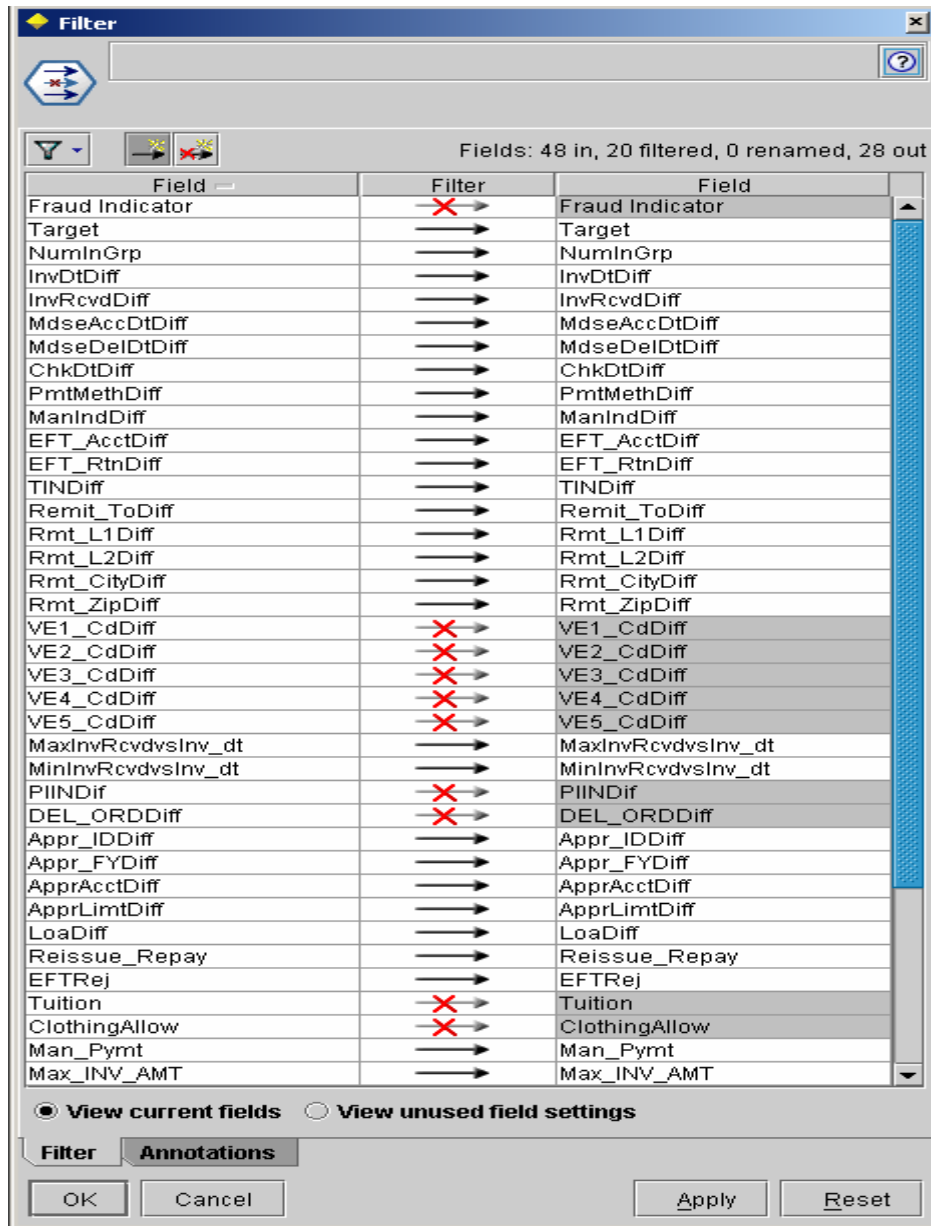 Filter
Fields: 48 in, 20 filtered, 0 renamed, 28 out
Field Filter Field
Fraud Indicator Fraud Indicator
Target Target
NumInGrp NumInGrp
InvDtDiff InvDtDiff
InvRcvdDiff InvRcvdDiff
MdseAccDtDiff MdseAccDtDiff
MdseDelDtDiff MdseDelDtDiff
ChkDtDiff ChkDtDiff
PmtMethDiff PmtMethDiff
ManIndDiff ManIndDiff
EFT_AcctDiff EFT_AcctDiff
EFT_RtnDiff EFT_RtnDiff
TINDiff TINDiff
Remit_ToDiff Remit_ToDiff
Rmt_L1Diff Rmt_L1Diff
Rmt_L2Diff Rmt_L2Diff
Rmt_CityDiff Rmt_CityDiff
Rmt_ZipDiff Rmt_ZipDiff
VE1_CdDiff VE1_CdDiff
VE2_CdDiff VE2_CdDiff
VE3_CdDiff VE3_CdDiff
VE4_CdDiff VE4_CdDiff
VE5_CdDiff VE5_CdDiff
MaxInvRcvdvsInv_dt MaxInvRcvdvsInv_dt
MinInvRcvdvsInv_dt MinInvRcvdvsInv_dt
PIINDif PIINDif
DEL_ORDDiff DEL_ORDDiff
Appr_IDDiff Appr_IDDiff
Appr_FYDiff Appr_FYDiff
ApprAcctDiff ApprAcctDiff
ApprLimtDiff ApprLimtDiff
LoaDiff LoaDiff
Reissue_Repay Reissue_Repay
EFTRej EFTRej
Tuition Tuition
ClothingAllow ClothingAllow
Man_Pymt Man_Pymt
Max_INV_AMT Max_INV_AMT
View current fields View unused field settings
Filter Annotations
OK Cancel Apply Reset